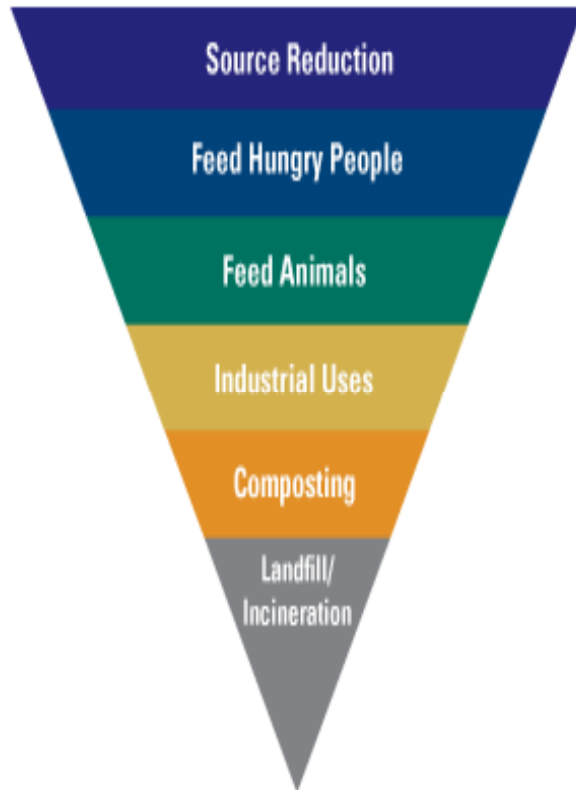 Source Reduction
Feed Hungry People
Feed Animals
Industrial Uses
Composting
Landfill/
Incineration